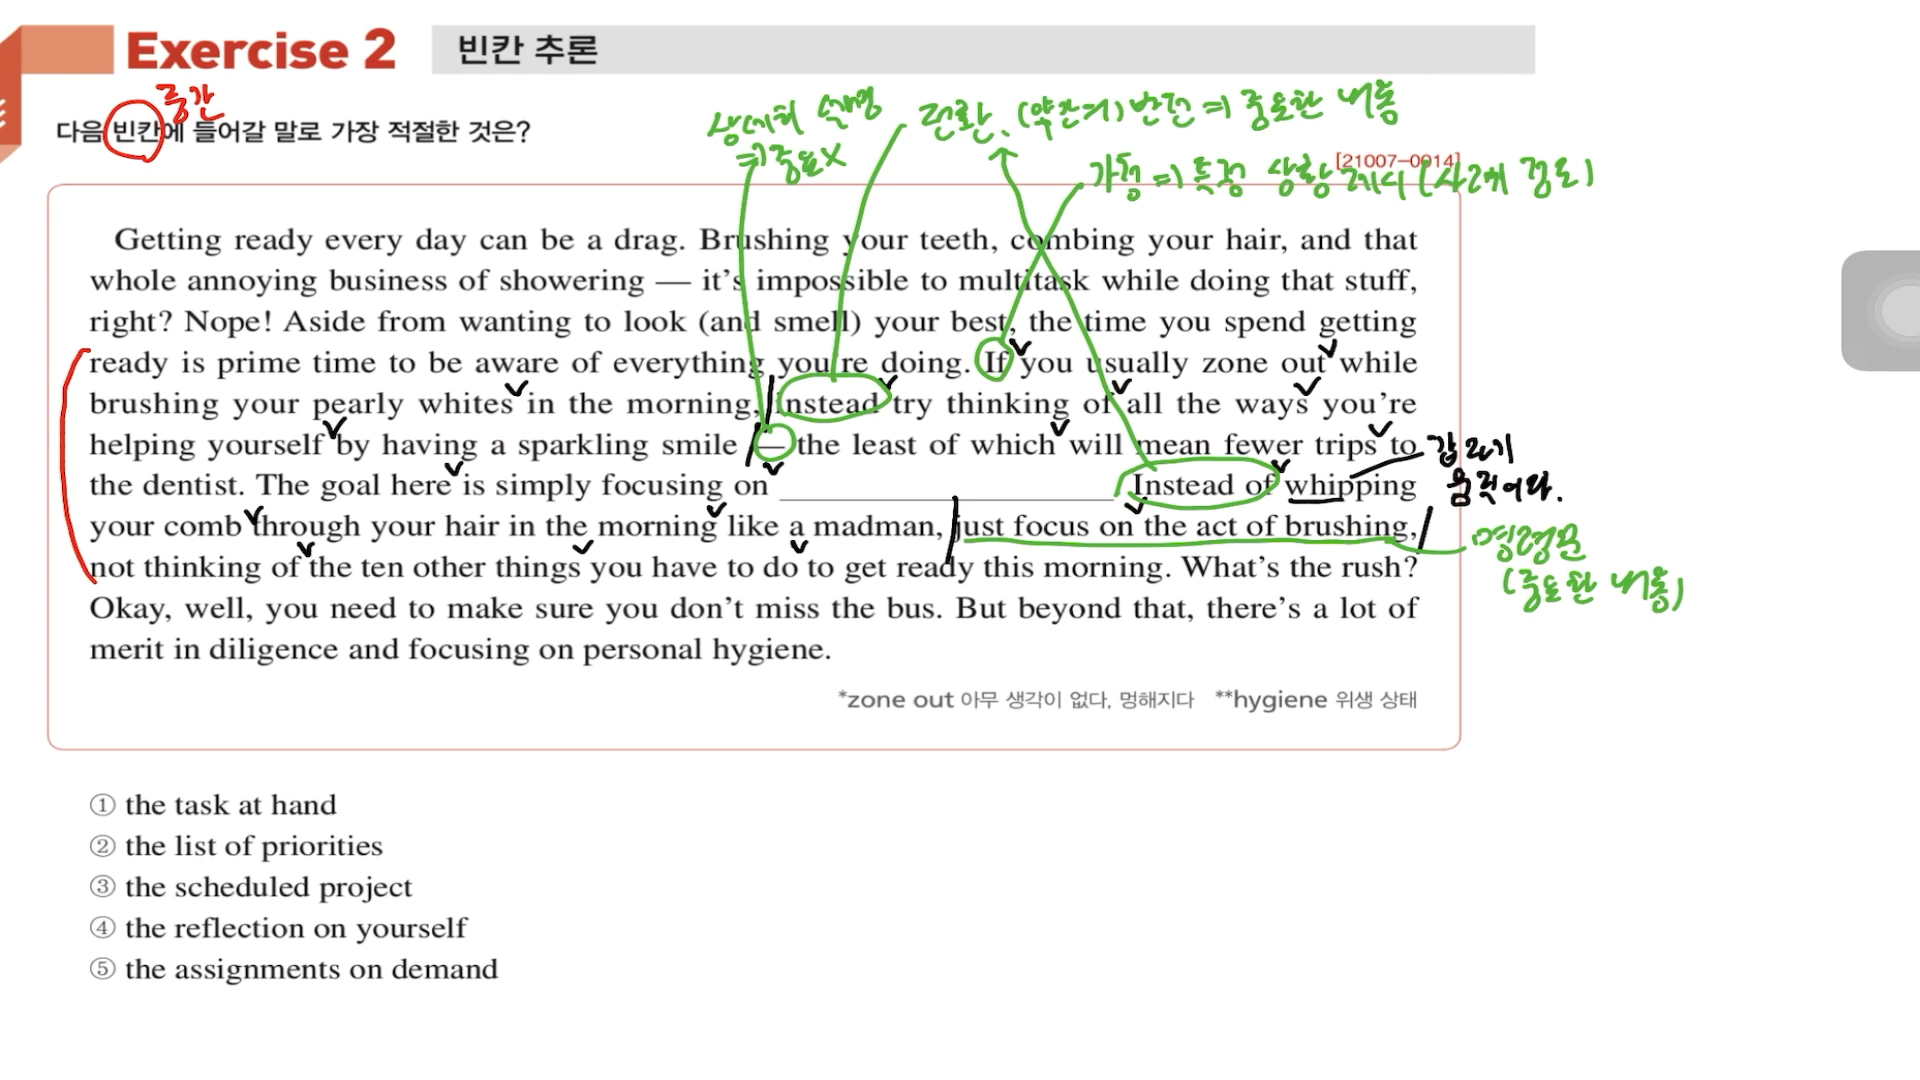 Exercise 2 빈칸 추론
중간
다음 빈칸에 들어갈 말로 가장 적절한 것은?
상세히 설명
⇒중요X
전환, (약간의) 반전 ⇒ 중요한 내용
[21007-0014]
가정 ⇒ 특정 상황 제시 (사례 정도)
Getting ready every day can be a drag. Brushing your teeth, combing your hair, and that
whole annoying business of showering — it's impossible to multitask while doing that stuff,
right? Nope! Aside from wanting to look (and smell) your best, the time you spend getting
ready is prime time to be aware of everything you're doing. If you usually zone out while
brushing your pearly whites in the morning, instead try thinking of all the ways you're
helping yourself by having a sparkling smile — the least of which will mean fewer trips to
갑자기
the dentist. The goal here is simply focusing on ____________________ Instead of whipping
움직이다.
your comb through your hair in the morning like a madman, just focus on the act of brushing,
명령문
not thinking of the ten other things you have to do to get ready this morning. What's the rush?
(중요한 내용)
Okay, well, you need to make sure you don't miss the bus. But beyond that, there's a lot of
merit in diligence and focusing on personal hygiene.
*zone out 아무 생각이 없다, 멍해지다 **hygiene 위생 상태
① the task at hand
② the list of priorities
③ the scheduled project
④ the reflection on yourself
⑤ the assignments on demand